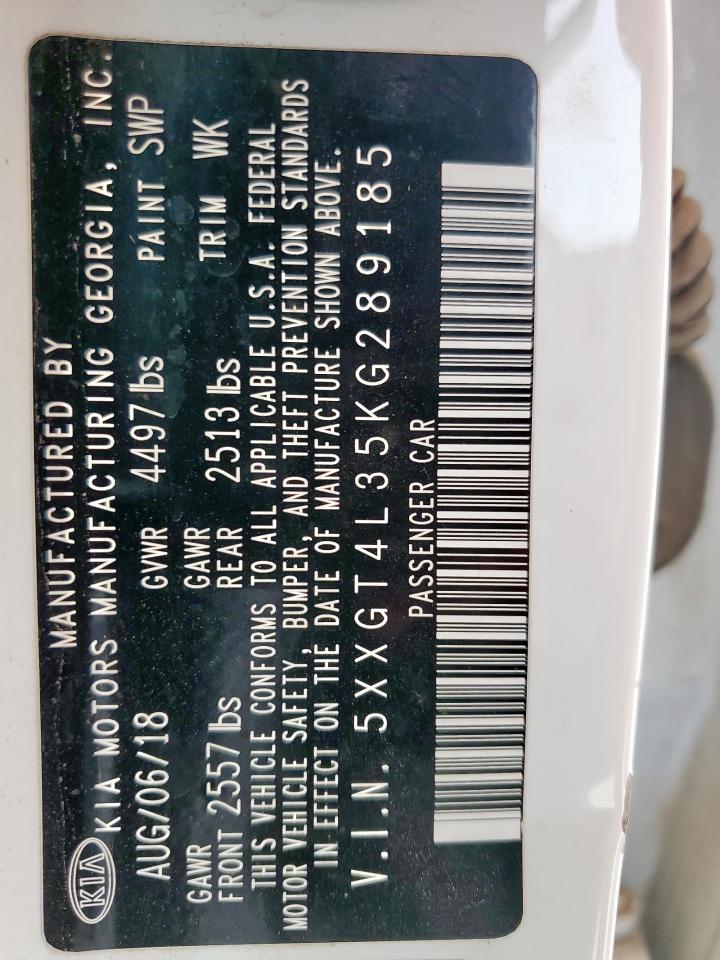 MANUFACTURED BY
KIA KIA MOTORS MANUFACTURING GEORGIA, INC.
AUG/06/18 GVWR 4497 lbs PAINT SWP
GAWR FRONT 2557 lbs GAWR REAR 2513 lbs TRIM WK
THIS VEHICLE CONFORMS TO ALL APPLICABLE U.S.A. FEDERAL
MOTOR VEHICLE SAFETY, BUMPER, AND THEFT PREVENTION STANDARDS
IN EFFECT ON THE DATE OF MANUFACTURE SHOWN ABOVE.
V.I.N. 5XXGT4L35KG289185
PASSENGER CAR